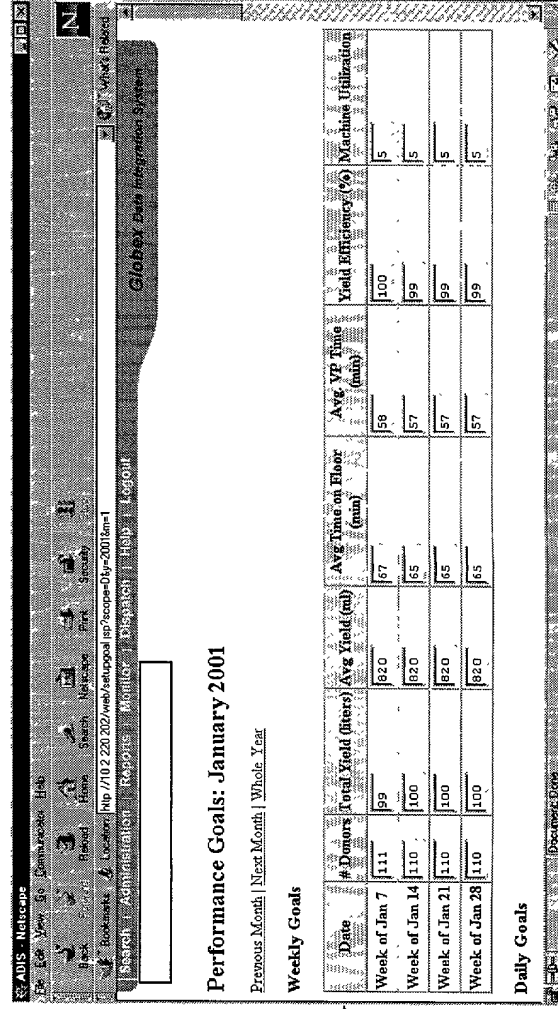 ADIS - Netscape
File Edit View Go Communicator Help
Back Forward Reload Home Search Netscape Print Security
Bookmarks Location: http //10 2 220 202/web/setupgoal jsp?scope=0&y=2001&m=1 What's Related
Search | Administration | Reports | Monitor | Dispatch | Help | Logout
Globex Data Integration System
Performance Goals: January 2001
Previous Month | Next Month | Whole Year
Weekly Goals
Date # Donors Total Yield (liters) Avg Yield (ml) Avg Time on Floor (min) Avg. VP Time (min) Yield Efficiency (%) Machine Utilization
Week of Jan 7 111 99 820 67 58 100 5
Week of Jan 14 110 100 820 65 57 99 5
Week of Jan 21 110 100 820 65 57 99 5
Week of Jan 28 110 100 820 65 57 99 5
Daily Goals
Document Done